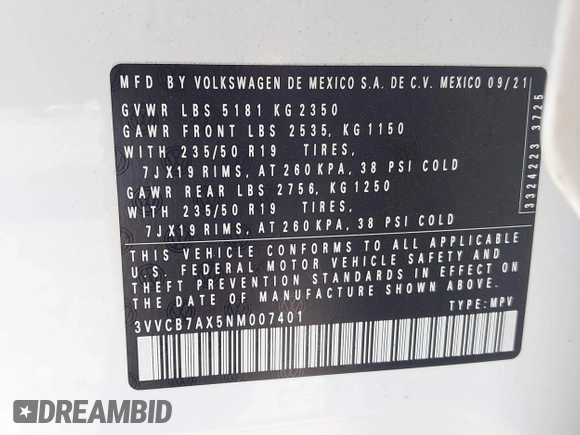 MFD BY VOLKSWAGEN DE MEXICO S.A. DE C.V. MEXICO 09/21
GVWR LBS 5181 KG 2350
GAWR FRONT LBS 2535, KG 1150
WITH 235/50 R19 TIRES,
7JX19 RIMS, AT 260 KPA, 38 PSI COLD
GAWR REAR LBS 2756, KG 1250
WITH 235/50 R19 TIRES,
7JX19 RIMS, AT 260 KPA, 38 PSI COLD
THIS VEHICLE CONFORMS TO ALL APPLICABLE
U.S. FEDERAL MOTOR VEHICLE SAFETY AND
THEFT PREVENTION STANDARDS IN EFFECT ON
THE DATE OF MANUFACTURE SHOWN ABOVE.
3VVCB7AX5NM007401 TYPE: MPV
3324223 3725
DREAMBID